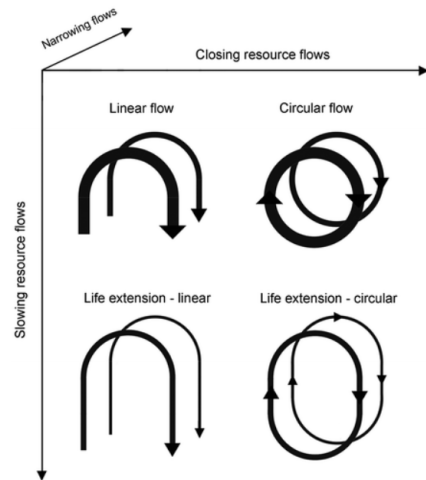 Narrowing flows
Closing resource flows
Linear flow
Circular flow
Slowing resource flows
Life extension - linear
Life extension - circular